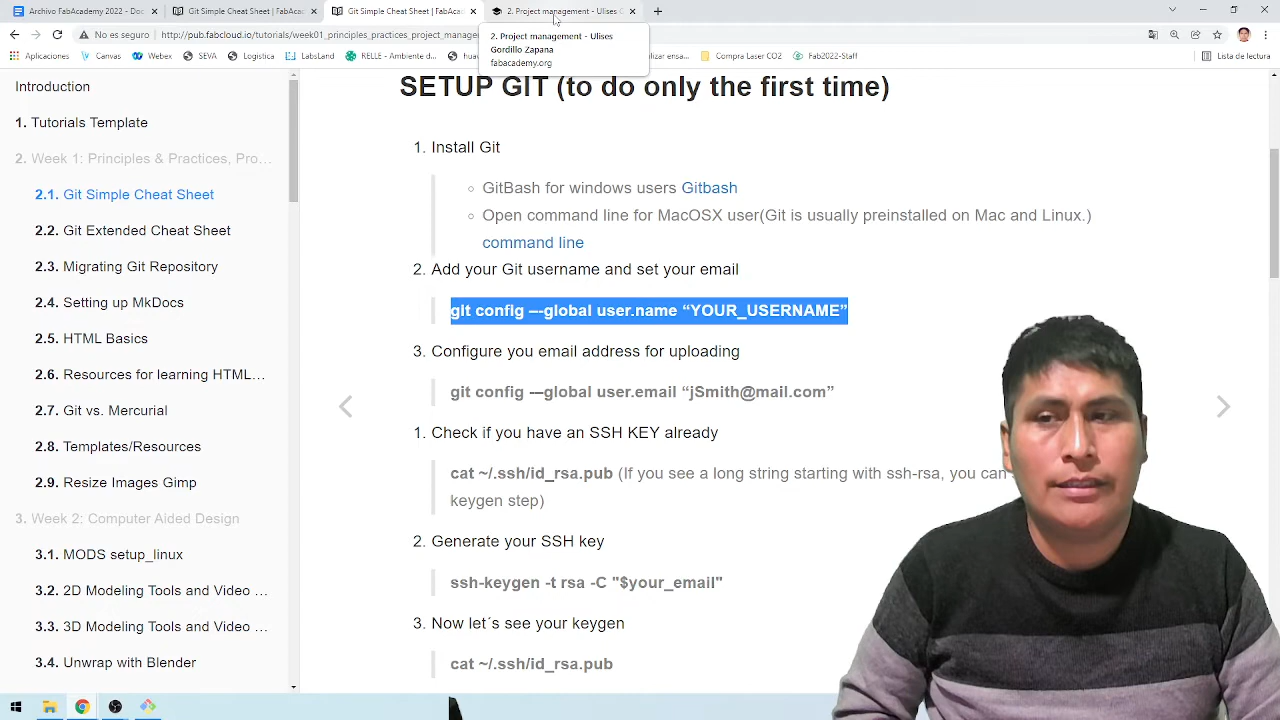 Archivo FabAcademy 2022 - Doc
Git Simple Cheat Sheet | FabAcad
Git Simple Cheat Sheet | FabAca
2. Project management - Ulises G
No es seguro | http://pub.fabcloud.io/tutorials/week01_principles_practices_project_manage
2. Project management - Ulises
Gordillo Zapana
fabacademy.org
Aplicaciones
Canva
Webex
SEVA
Logistica
LabsLand
RELLE - Ambiente d...
alizar ensa...
Compra Laser CO2
Fab2022-Staff
Lista de lectura
Introduction
1. Tutorials Template
2. Week 1: Principles & Practices, Pro…
2.1. Git Simple Cheat Sheet
2.2. Git Extended Cheat Sheet
2.3. Migrating Git Repository
2.4. Setting up MkDocs
2.5. HTML Basics
2.6. Resources for learning HTML…
2.7. Git vs. Mercurial
2.8. Templates/Resources
2.9. Resize Images Gimp
3. Week 2: Computer Aided Design
3.1. MODS setup_linux
3.2. 2D Modeling Tools and Video …
3.3. 3D Modeling Tools and Video …
3.4. Unwrap with Blender
SETUP GIT (to do only the first time)
1. Install Git
GitBash for windows users Gitbash
Open command line for MacOSX user(Git is usually preinstalled on Mac and Linux.)
command line
2. Add your Git username and set your email
git config –-global user.name “YOUR_USERNAME”
3. Configure you email address for uploading
git config –-global user.email “jSmith@mail.com”
1. Check if you have an SSH KEY already
cat ~/.ssh/id_rsa.pub (If you see a long string starting with ssh-rsa, you can
keygen step)
2. Generate your SSH key
ssh-keygen -t rsa -C "$your_email"
3. Now let´s see your keygen
cat ~/.ssh/id_rsa.pub